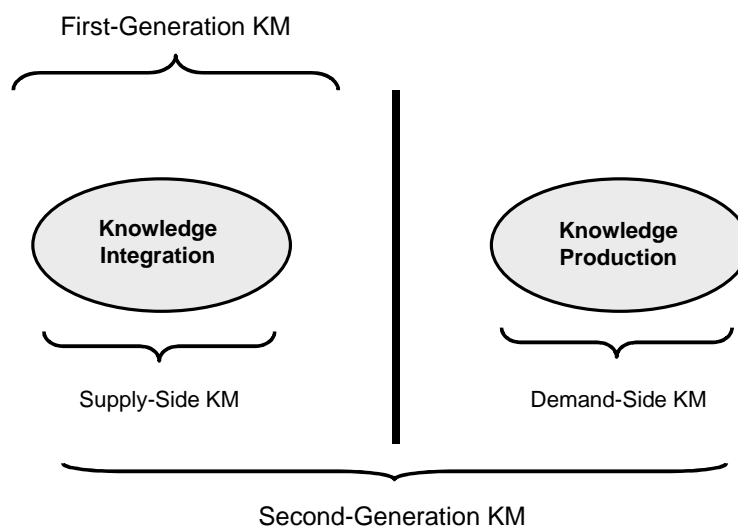 First-Generation KM
Knowledge
Integration
Knowledge
Production
Supply-Side KM
Demand-Side KM
Second-Generation KM